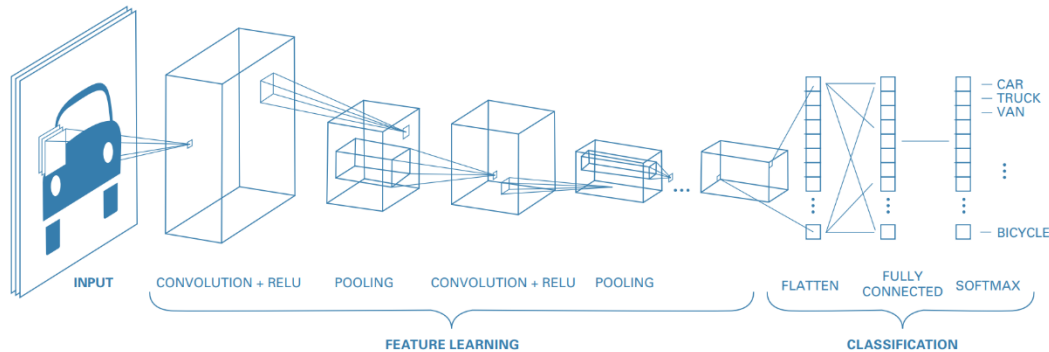 CAR
TRUCK
VAN
BICYCLE
INPUT
CONVOLUTION + RELU
POOLING
CONVOLUTION + RELU
POOLING
FLATTEN
FULLY
CONNECTED
SOFTMAX
FEATURE LEARNING
CLASSIFICATION